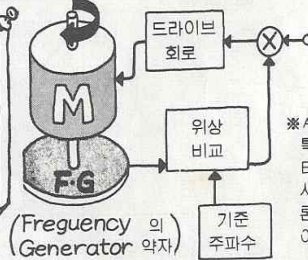 드라이브
회로
M
위상
비교
F·G
(Freguency 의
Generator 약자)
기준
주파수